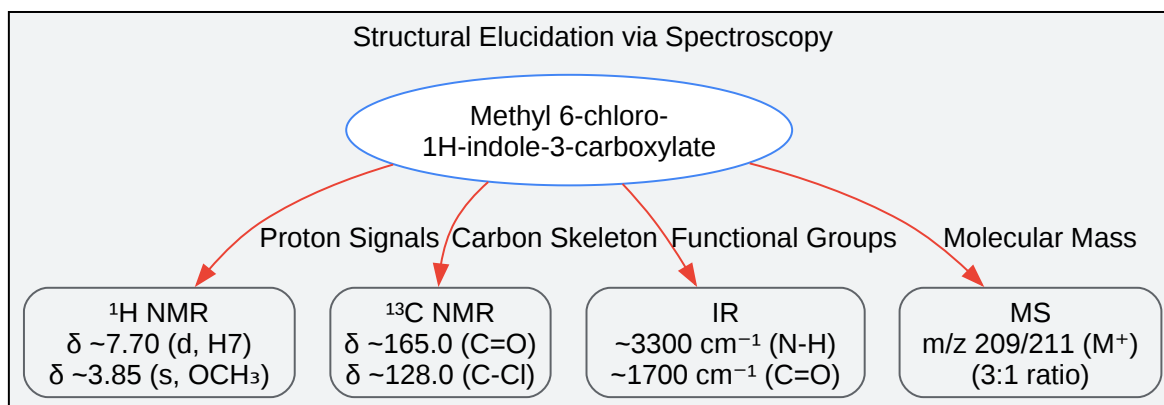 Structural Elucidation via Spectroscopy
Methyl 6-chloro-
1H-indole-3-carboxylate
Proton Signals
Carbon Skeleton
Functional Groups
Molecular Mass
¹H NMR
δ ~7.70 (d, H7)
δ ~3.85 (s, OCH₃)
¹³C NMR
δ ~165.0 (C=O)
δ ~128.0 (C-Cl)
IR
~3300 cm⁻¹ (N-H)
~1700 cm⁻¹ (C=O)
MS
m/z 209/211 (M⁺)
(3:1 ratio)